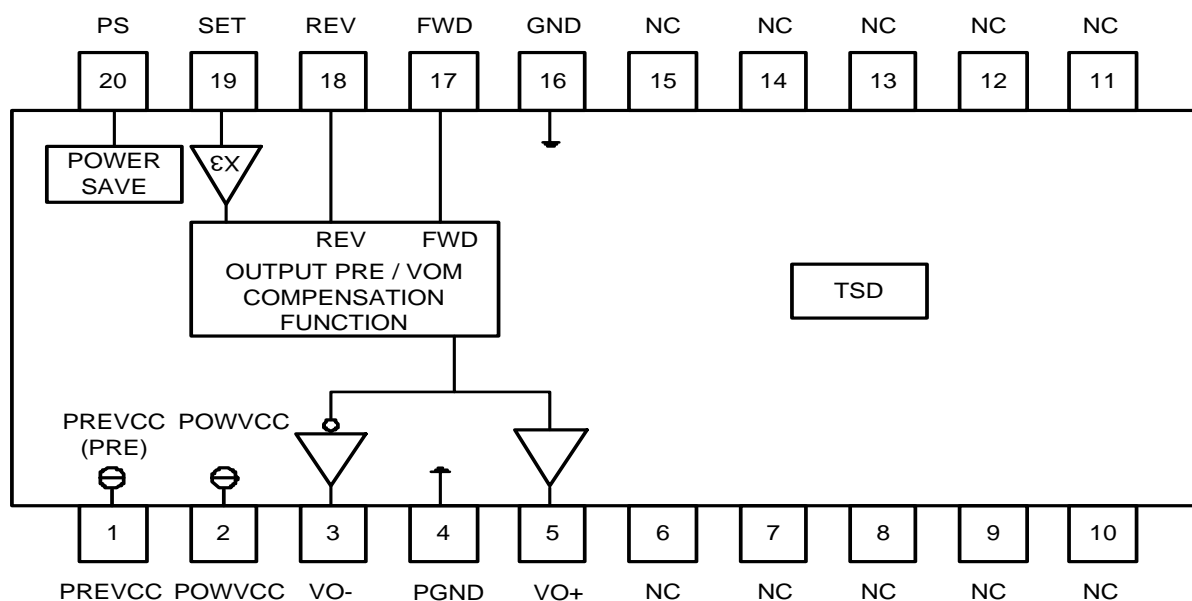 PS SET REV FWD GND NC NC NC NC NC
20 19 18 17 16 15 14 13 12 11
POWER
SAVE
X3
REV FWD
OUTPUT PRE / VOM
COMPENSATION
FUNCTION
TSD
PREVCC
(PRE)
POWVCC
1 2 3 4 5 6 7 8 9 10
PREVCC POWVCC VO- PGND VO+ NC NC NC NC NC